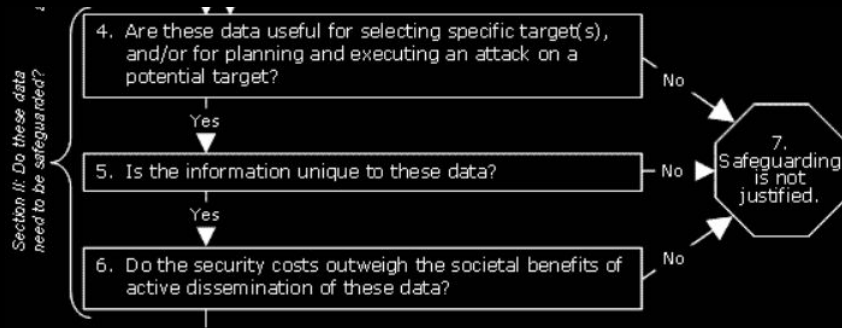 Section II: Do these data
need to be safeguarded?
4. Are these data useful for selecting specific target(s),
and/or for planning and executing an attack on a
potential target?
No
Yes
5. Is the information unique to these data?
No
7.
Safeguarding
is not
justified.
Yes
6. Do the security costs outweigh the societal benefits of
active dissemination of these data?
No